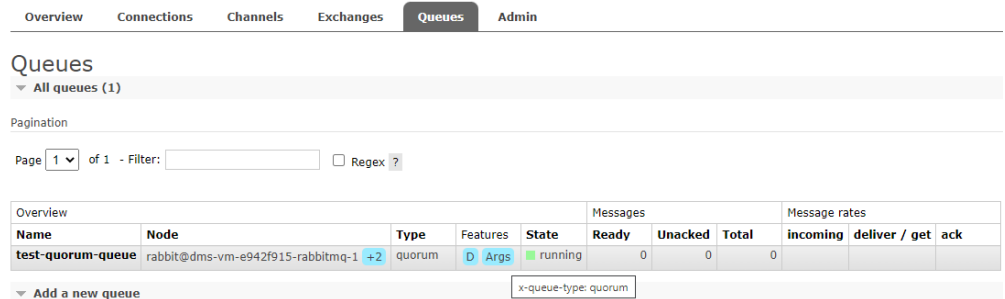 Overview Connections Channels Exchanges Queues Admin
Queues
All queues (1)
Pagination
Page 1 of 1 - Filter: Regex ?
Overview Messages Message rates
Name Node Type Features State Ready Unacked Total incoming deliver / get ack
test-quorum-queue rabbit@dms-vm-e942f915-rabbitmq-1 +2 quorum D Args running 0 0 0
x-queue-type: quorum
Add a new queue